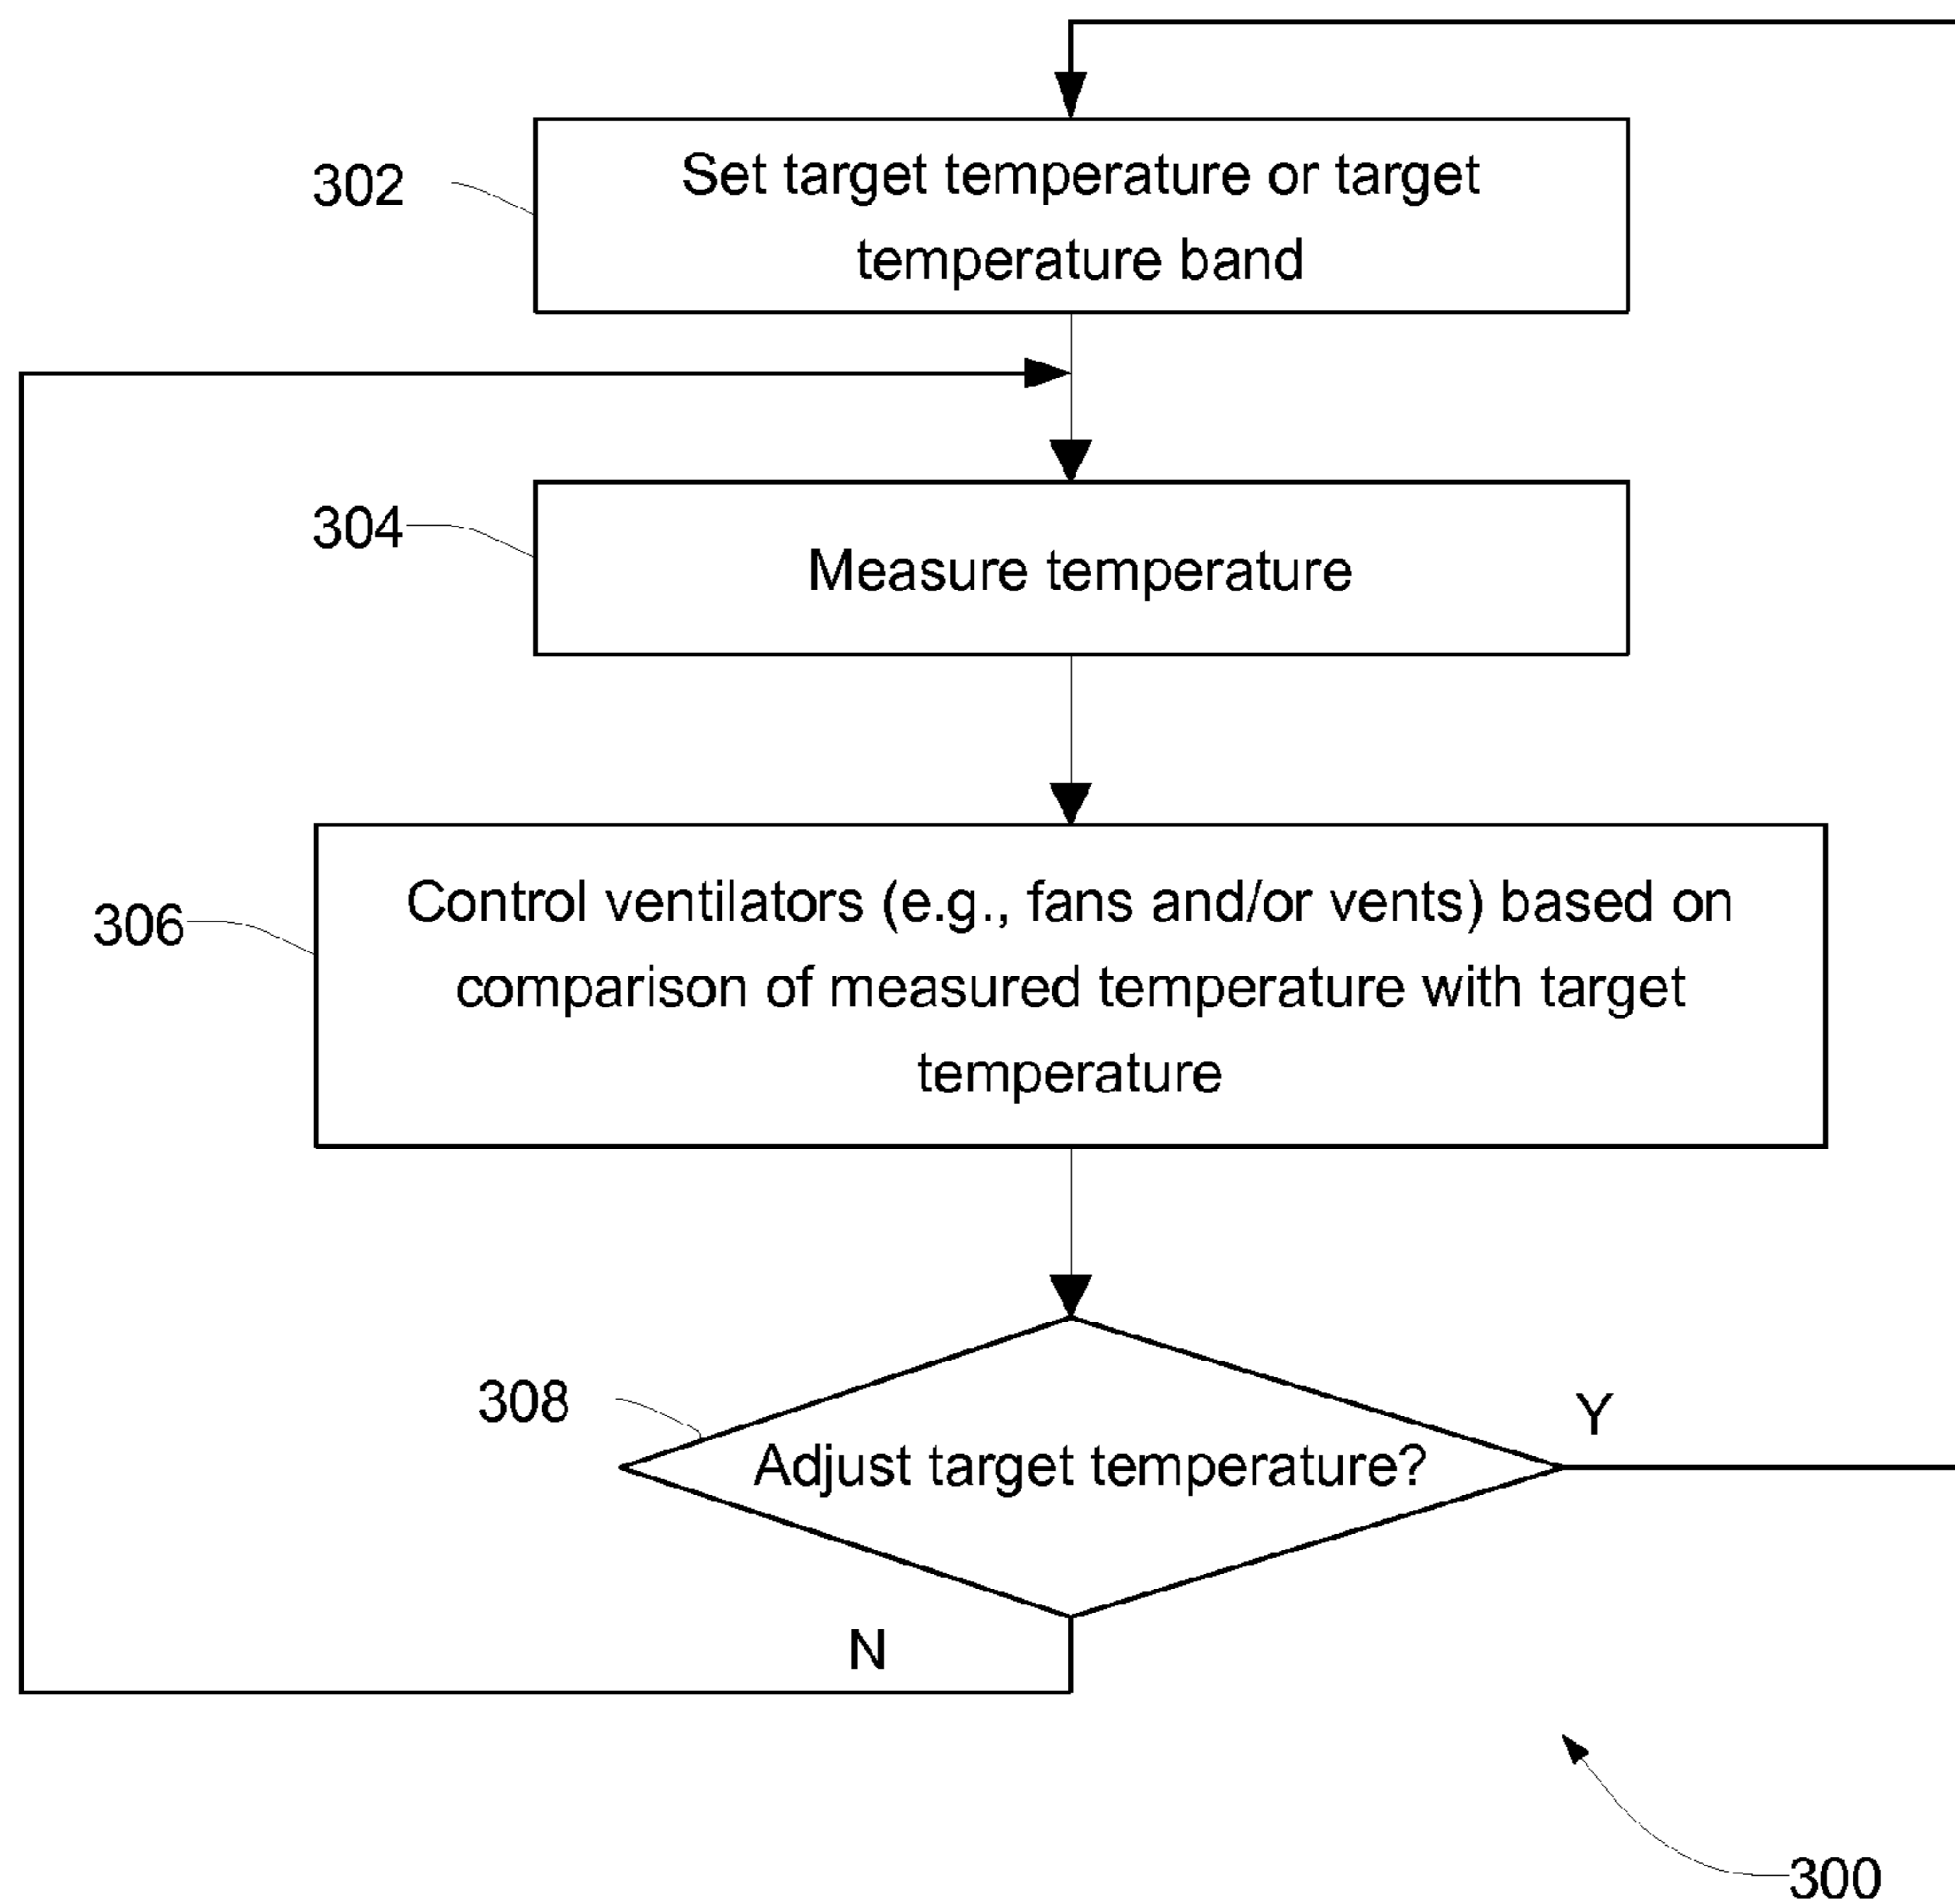 302
Set target temperature or target
temperature band
304
Measure temperature
306
Control ventilators (e.g., fans and/or vents) based on
comparison of measured temperature with target
temperature
308
Adjust target temperature?
Y
N
300